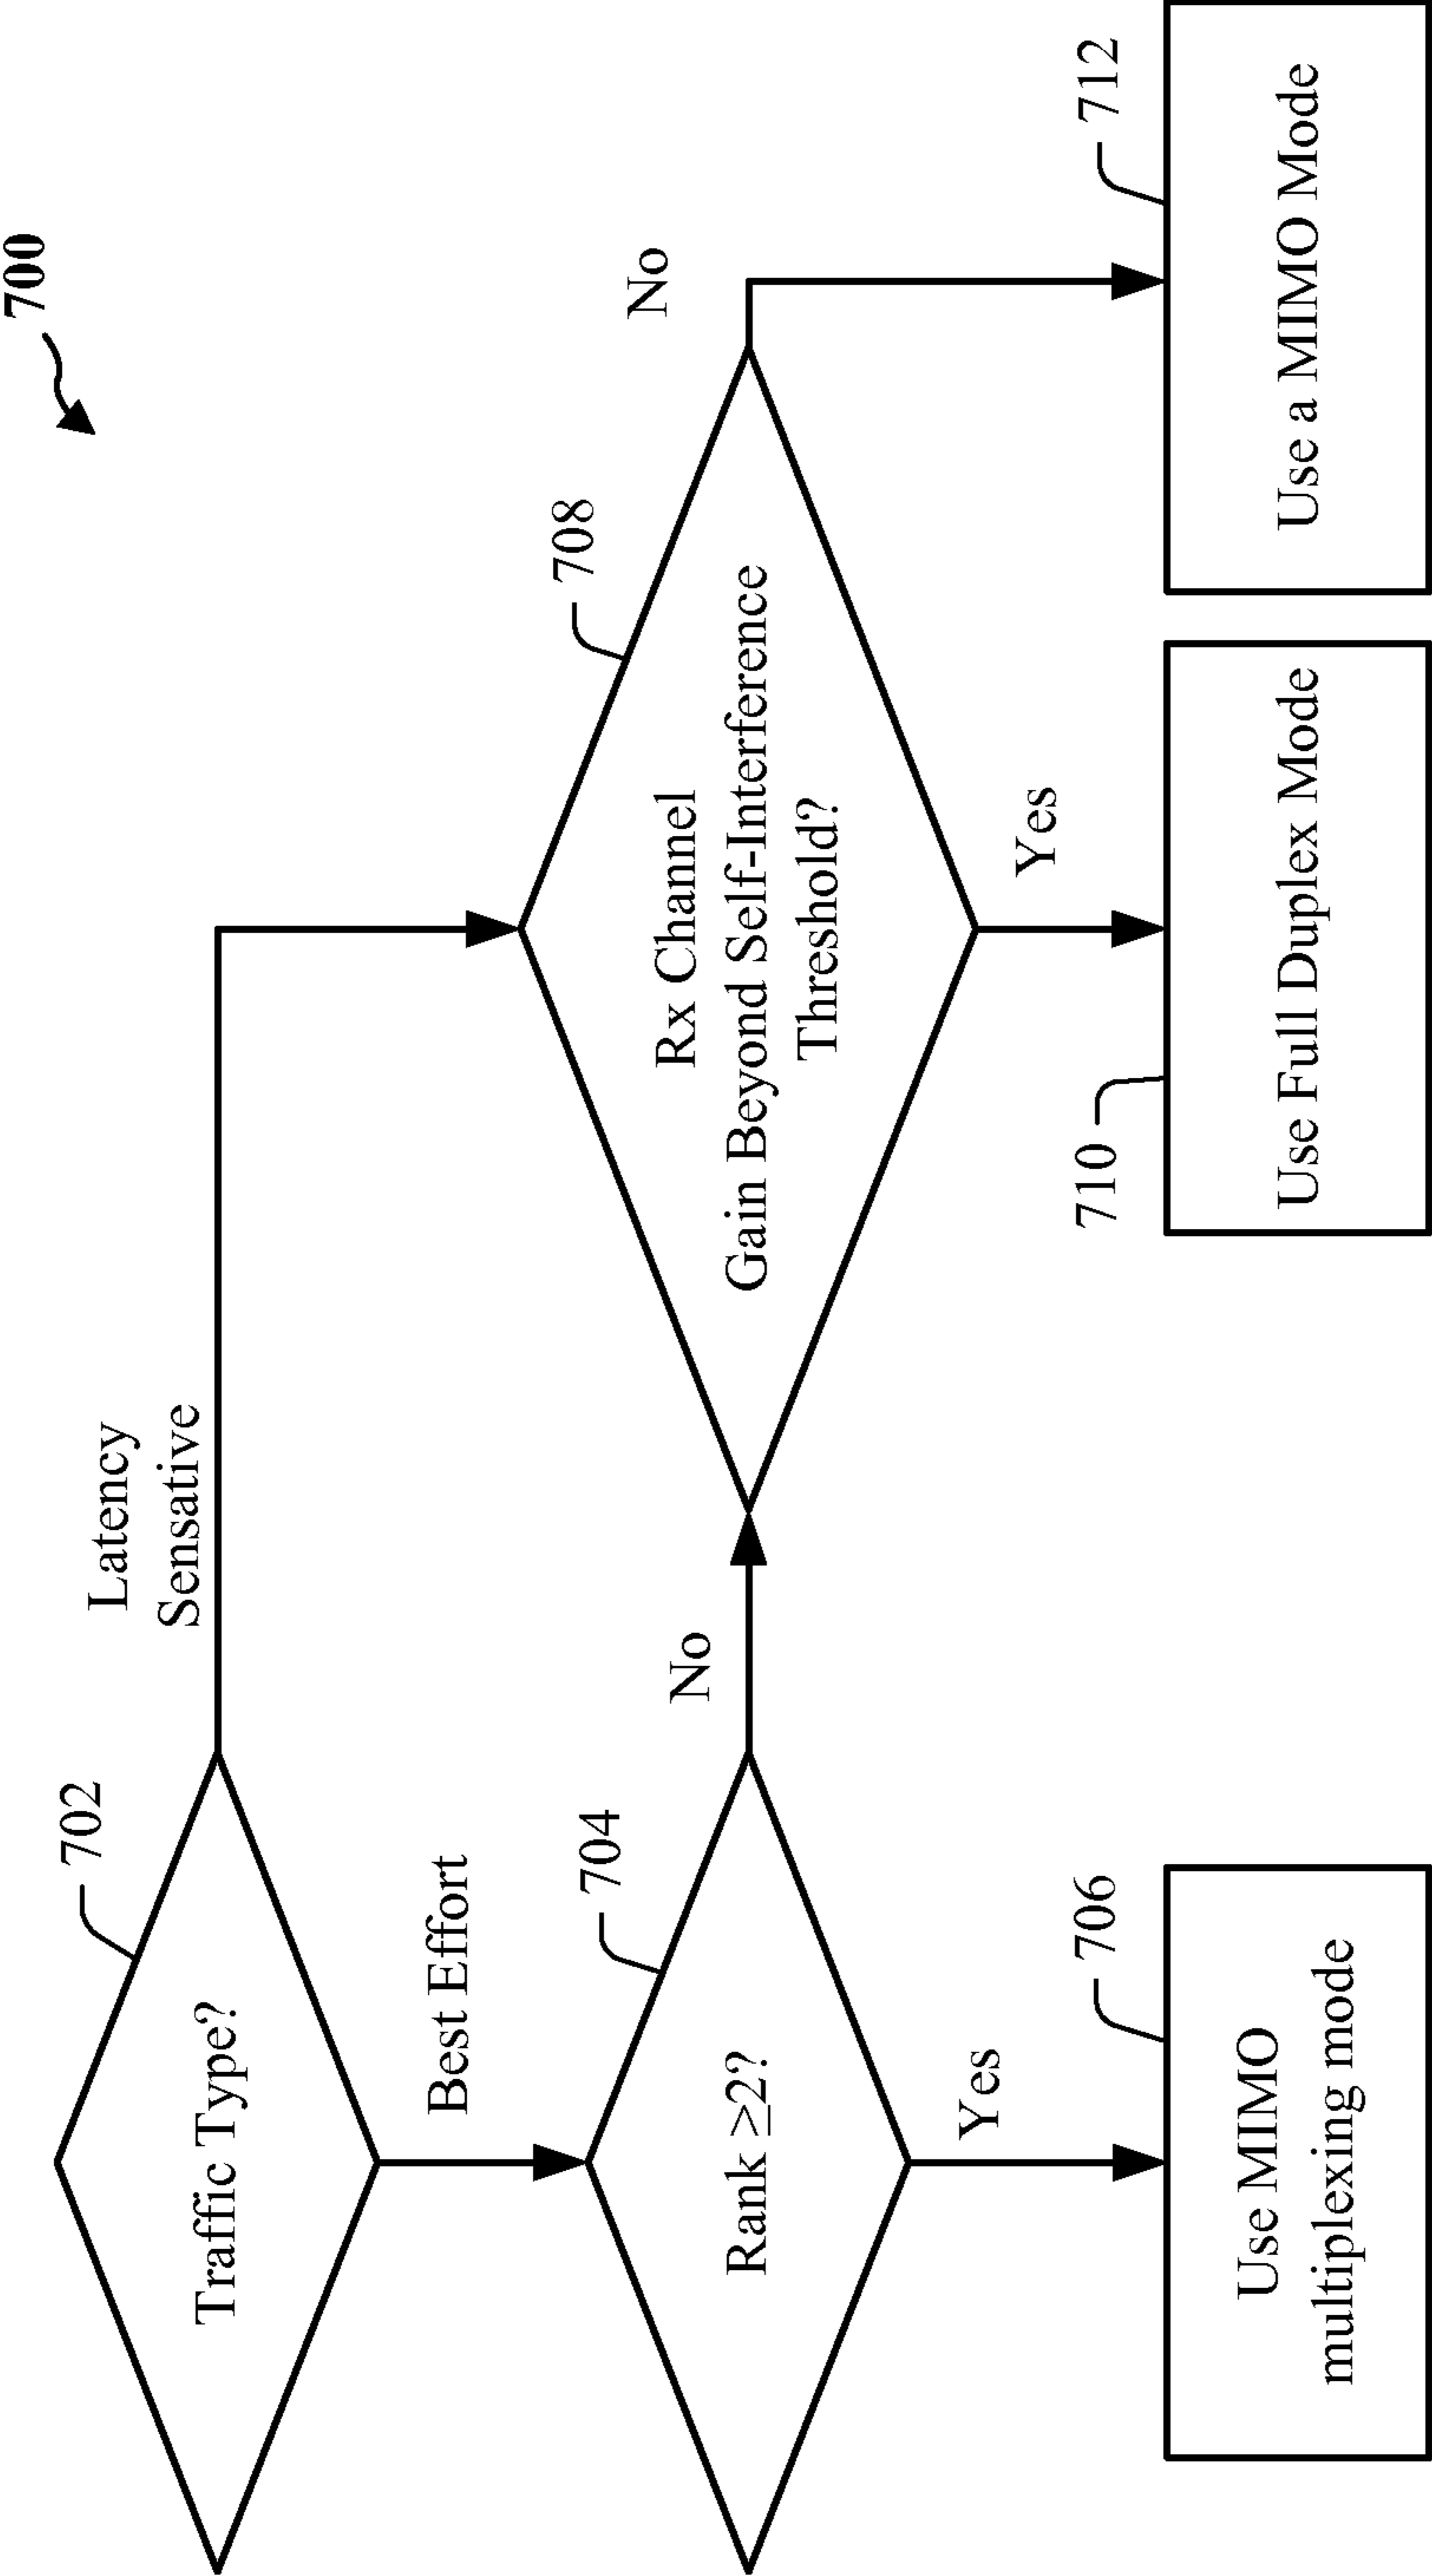 700
702
Traffic Type?
Latency
Sensative
Best Effort
704
Rank ≥2?
No
Yes
708
Rx Channel
Gain Beyond Self-Interference
Threshold?
No
Yes
706
Use MIMO
multiplexing mode
710
Use Full Duplex Mode
712
Use a MIMO Mode